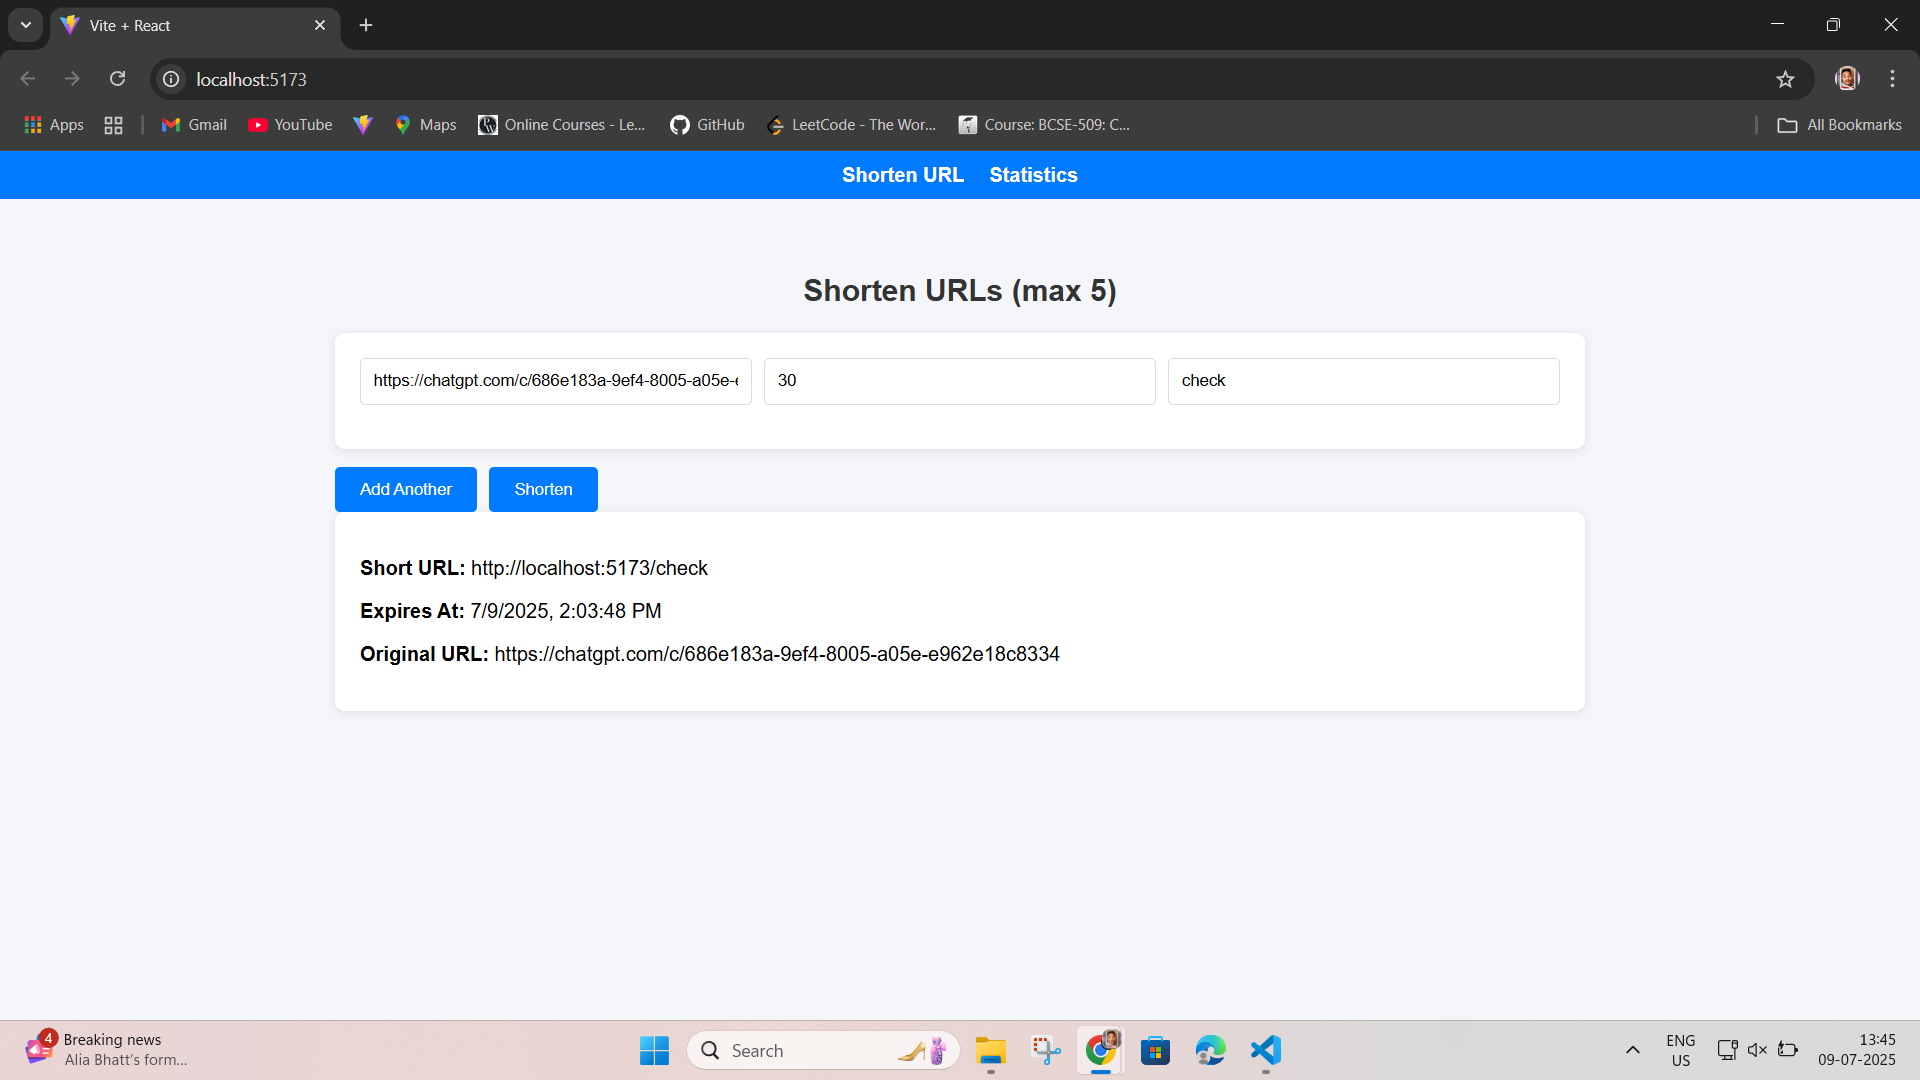 Vite + React
localhost:5173
Apps
Gmail
YouTube
Maps
Online Courses - Le...
GitHub
LeetCode - The Wor...
Course: BCSE-509: C...
All Bookmarks
Shorten URL Statistics
Shorten URLs (max 5)
https://chatgpt.com/c/686e183a-9ef4-8005-a05e-e
30
check
Add Another
Shorten
Short URL: http://localhost:5173/check
Expires At: 7/9/2025, 2:03:48 PM
Original URL: https://chatgpt.com/c/686e183a-9ef4-8005-a05e-e962e18c8334
4
Breaking news
Alia Bhatt's form...
Search
ENG
US
13:45
09-07-2025